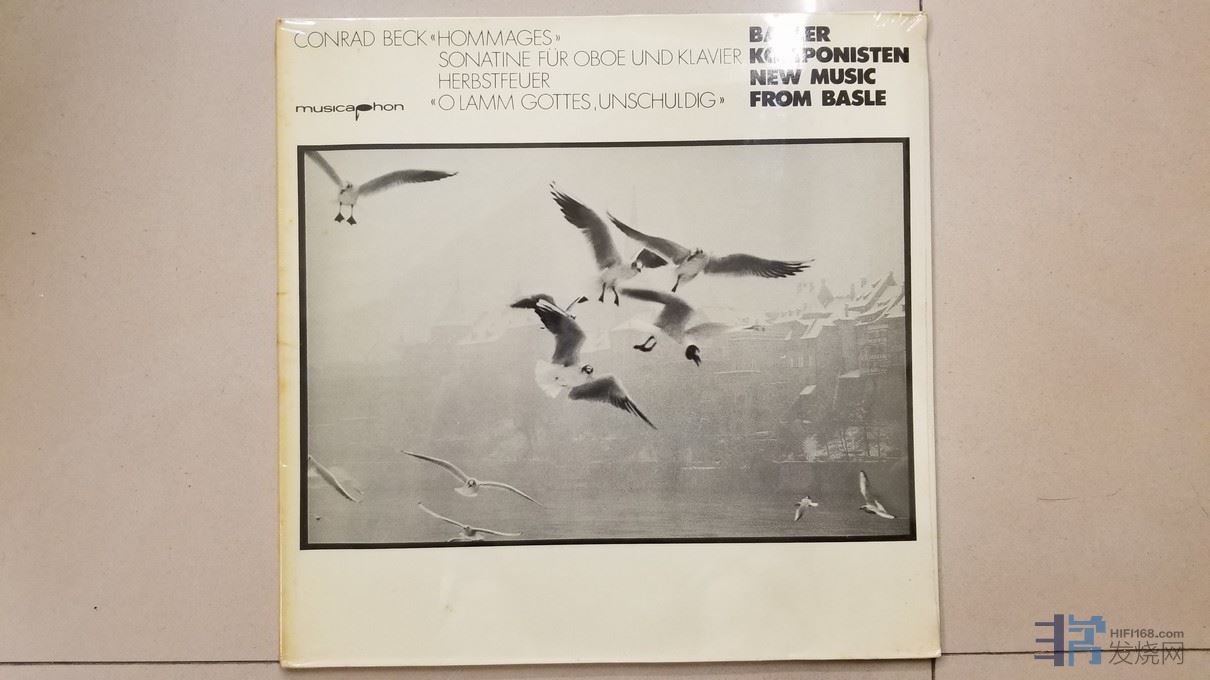 CONRAD BECK «HOMMAGES»
SONATINE FÜR OBOE UND KLAVIER
HERBSTFEUER
«O LAMM GOTTES, UNSCHULDIG»
musicaphon
KOMPONISTEN
NEW MUSIC
FROM BASLE
HIFI168.com
发烧网